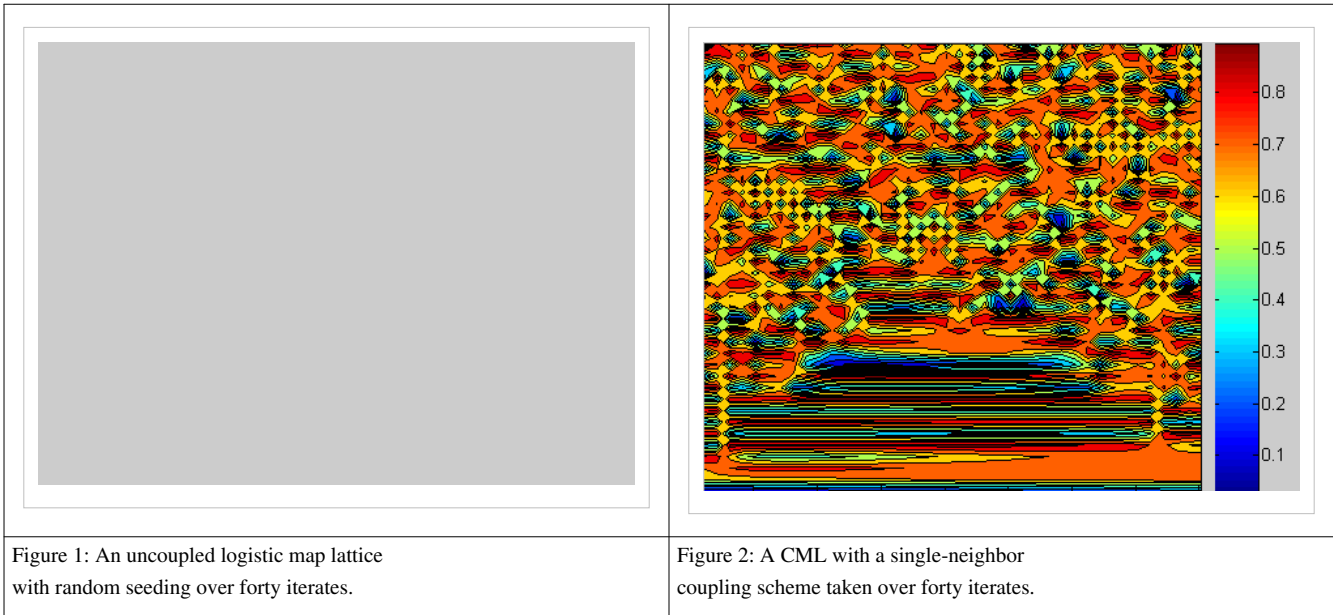 0.8
0.7
0.6
0.5
0.4
0.3
0.2
0.1
Figure 1: An uncoupled logistic map lattice
with random seeding over forty iterates.
Figure 2: A CML with a single-neighbor
coupling scheme taken over forty iterates.